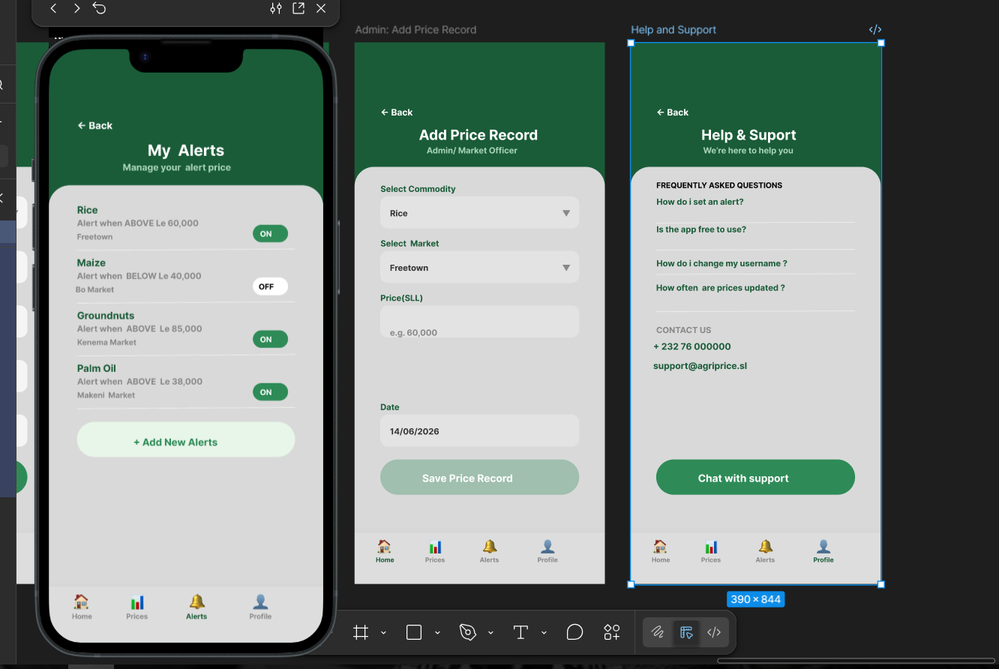 ← Back
My Alerts
Manage your alert price
Rice
Alert when ABOVE Le 60,000
Freetown
ON
Maize
Alert when BELOW Le 40,000
Bo Market
OFF
Groundnuts
Alert when ABOVE Le 85,000
Kenema Market
ON
Palm Oil
Alert when ABOVE Le 38,000
Makeni Market
ON
+ Add New Alerts
Home Prices Alerts Profile
Admin: Add Price Record
← Back
Add Price Record
Admin/ Market Officer
Select Commodity
Rice
Select Market
Freetown
Price(SLL)
e.g. 60,000
Date
14/06/2026
Save Price Record
Home Prices Alerts Profile
Help and Support
← Back
Help & Suport
We're here to help you
FREQUENTLY ASKED QUESTIONS
How do i set an alert?
Is the app free to use?
How do i change my username ?
How often are prices updated ?
CONTACT US
+ 232 76 000000
support@agriprice.sl
Chat with support
Home Prices Alerts Profile
390 × 844